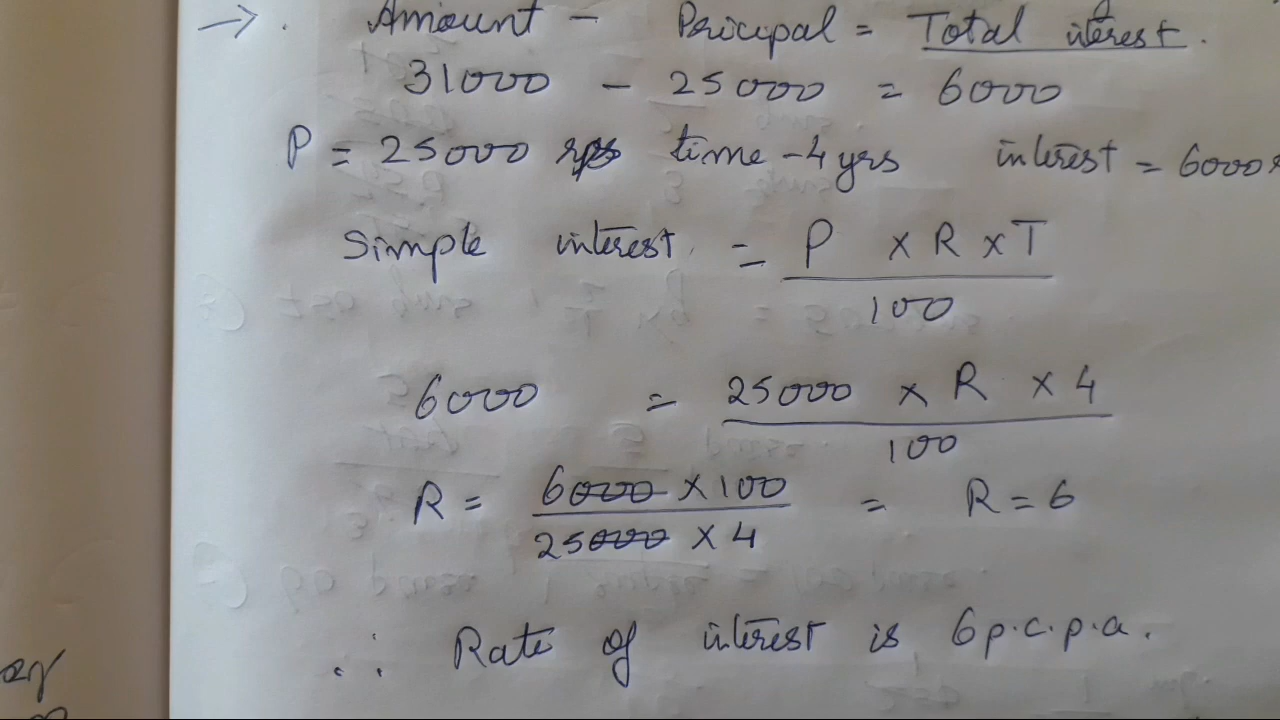 →. Amount - Pricipal = Total interest.
31000 - 25000 = 6000
P = 25000 rps time - 4 yrs interest = 6000
Simple interest = P x R x T
100
6000 = 25000 x R x 4
100
R = 6000 x 100 = R = 6
25000 x 4
∴ Rate of interest is 6 p.c.p.a.